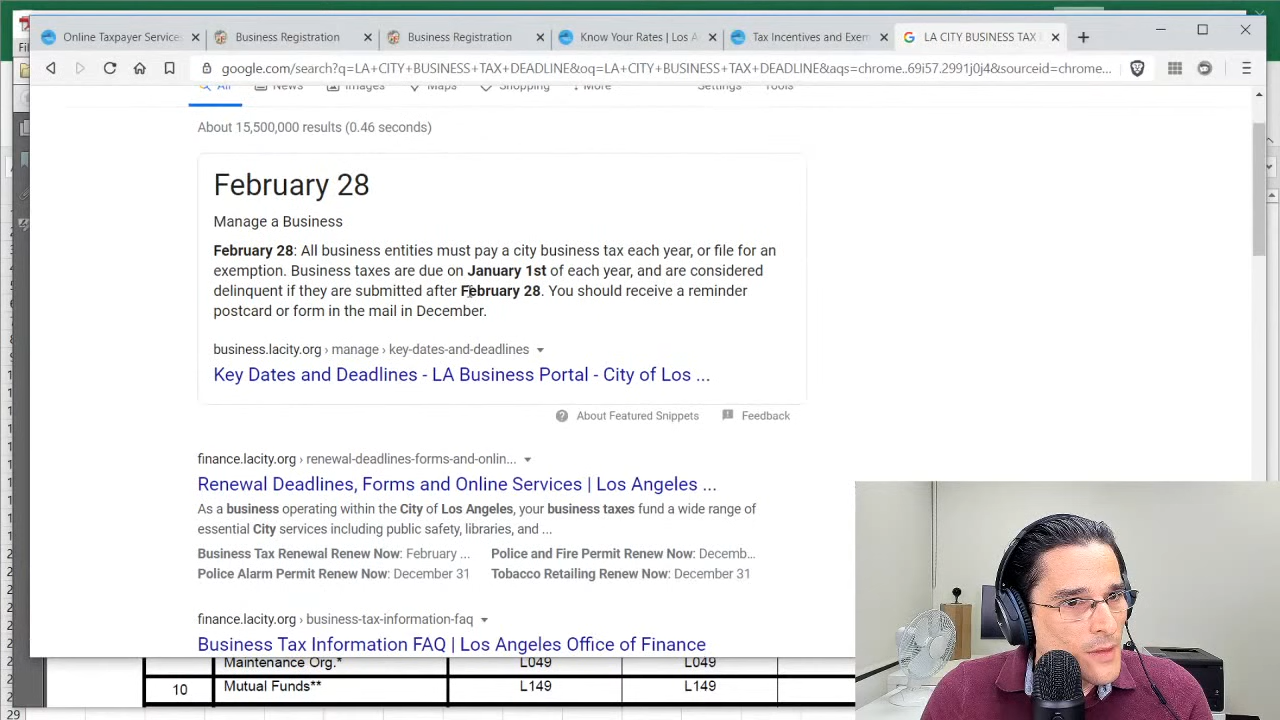 Online Taxpayer Service
Business Registration
Business Registration
Know Your Rates | Los A
Tax Incentives and Exem
LA CITY BUSINESS TAX
google.com/search?q=LA+CITY+BUSINESS+TAX+DEADLINE&oq=LA+CITY+BUSINESS+TAX+DEADLINE&aqs=chrome..69i57.2991j0j4&sourceid=chrome...
All
News
Images
Maps
Shopping
More
Settings
Tools
About 15,500,000 results (0.46 seconds)
February 28
Manage a Business
February 28: All business entities must pay a city business tax each year, or file for an
exemption. Business taxes are due on January 1st of each year, and are considered
delinquent if they are submitted after February 28. You should receive a reminder
postcard or form in the mail in December.
business.lacity.org › manage › key-dates-and-deadlines
Key Dates and Deadlines - LA Business Portal - City of Los ...
About Featured Snippets
Feedback
finance.lacity.org › renewal-deadlines-forms-and-onlin...
Renewal Deadlines, Forms and Online Services | Los Angeles ...
As a business operating within the City of Los Angeles, your business taxes fund a wide range of
essential City services including public safety, libraries, and ...
Business Tax Renewal Renew Now: February ... Police and Fire Permit Renew Now: Decemb...
Police Alarm Permit Renew Now: December 31 Tobacco Retailing Renew Now: December 31
finance.lacity.org › business-tax-information-faq
Business Tax Information FAQ | Los Angeles Office of Finance
Maintenance Org.* L049 L049
10 Mutual Funds** L149 L149
29